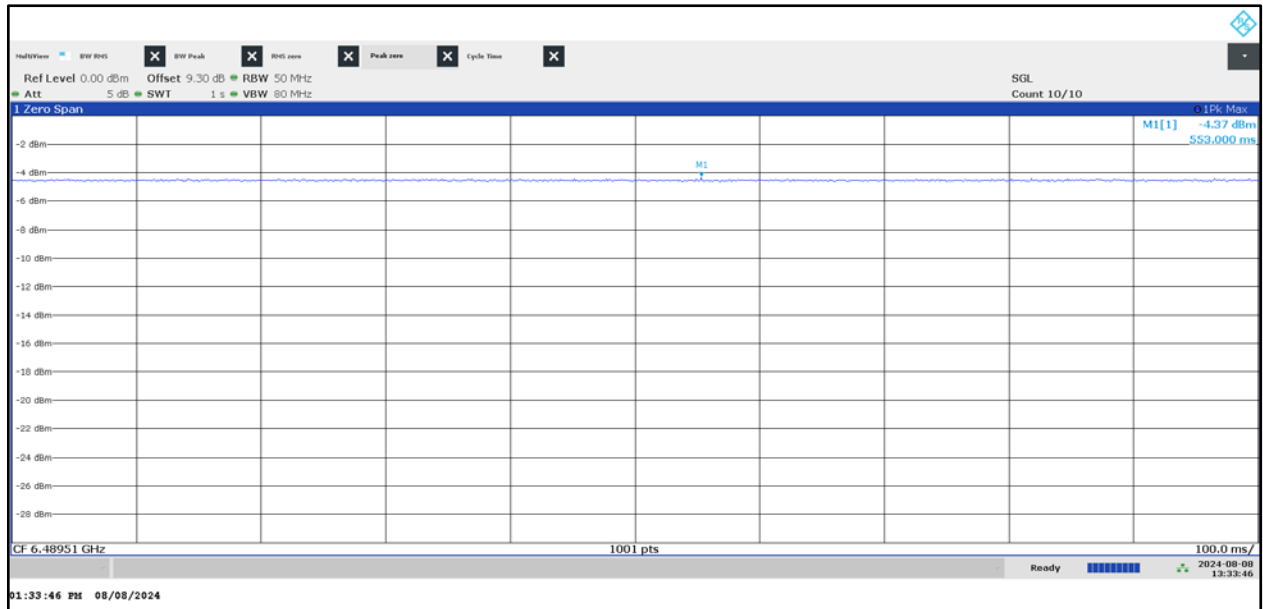 MultiView BW RMS BW Peak RMS zero Peak zero Cycle Time
Ref Level 0.00 dBm Offset 9.30 dB RBW 50 MHz SGL
Att 5 dB SWT 1 s VBW 80 MHz Count 10/10
1 Zero Span 1Pk Max
M1[1] -4.37 dBm
553.000 ms
-2 dBm
M1
-4 dBm
-6 dBm
-8 dBm
-10 dBm
-12 dBm
-14 dBm
-16 dBm
-18 dBm
-20 dBm
-22 dBm
-24 dBm
-26 dBm
-28 dBm
CF 6.48951 GHz 1001 pts 100.0 ms/
Ready 2024-08-08
13:33:46
01:33:46 PM 08/08/2024